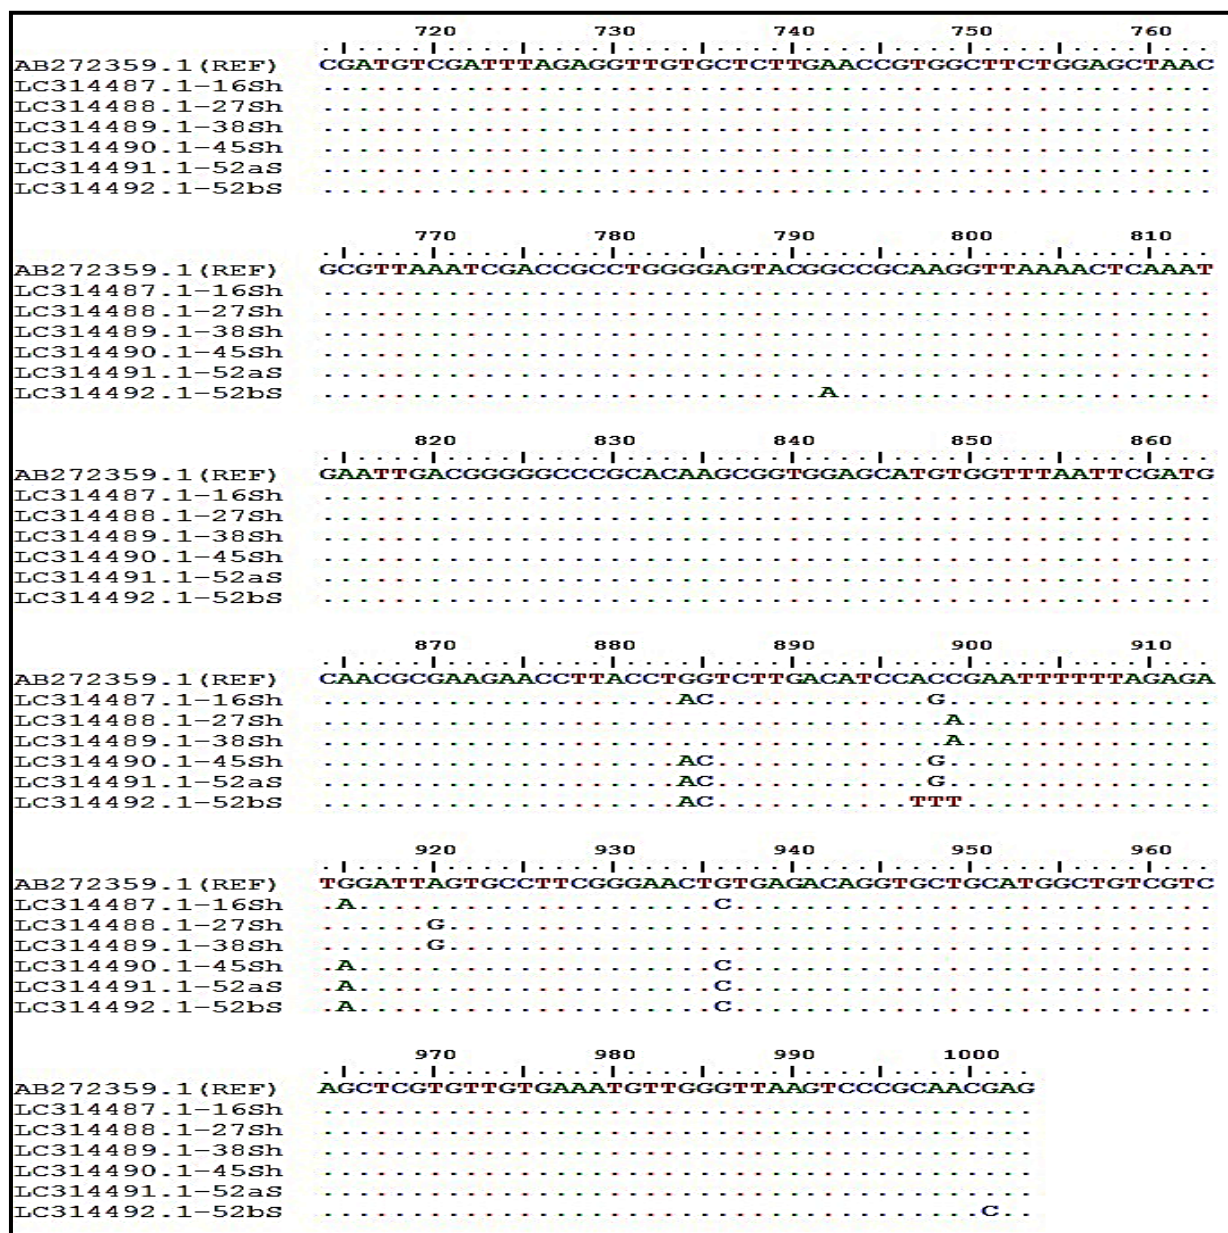 720 730 740 750 760
.|....|....|....|....|....|....|....|....|....|...
AB272359.1(REF) CGATGTCGATTTAGAGGTTGTGCTCTTGAACCGTGGCTTCTGGAGCTAAC
LC314487.1-16Sh ..................................................
LC314488.1-27Sh ..................................................
LC314489.1-38Sh ..................................................
LC314490.1-45Sh ..................................................
LC314491.1-52aS ..................................................
LC314492.1-52bS ..................................................
770 780 790 800 810
.|....|....|....|....|....|....|....|....|....|...
AB272359.1(REF) GCGTTAAATCGACCGCCTGGGGAGTACGGCCGCAAGGTTAAAACTCAAAT
LC314487.1-16Sh ..................................................
LC314488.1-27Sh ..................................................
LC314489.1-38Sh ..................................................
LC314490.1-45Sh ..................................................
LC314491.1-52aS ..................................................
LC314492.1-52bS ............................A.....................
820 830 840 850 860
.|....|....|....|....|....|....|....|....|....|...
AB272359.1(REF) GAATTGACGGGGGCCCGCACAAGCGGTGGAGCATGTGGTTTAATTCGATG
LC314487.1-16Sh ..................................................
LC314488.1-27Sh ..................................................
LC314489.1-38Sh ..................................................
LC314490.1-45Sh ..................................................
LC314491.1-52aS ..................................................
LC314492.1-52bS ..................................................
870 880 890 900 910
.|....|....|....|....|....|....|....|....|....|...
AB272359.1(REF) CAACGCGAAGAACCTTACCTGGTCTTGACATCCACCGAATTTTTTAGAGA
LC314487.1-16Sh ....................AC............G...............
LC314488.1-27Sh ...................................A..............
LC314489.1-38Sh ...................................A..............
LC314490.1-45Sh ....................AC............G...............
LC314491.1-52aS ....................AC............G...............
LC314492.1-52bS ....................AC...........TTT..............
920 930 940 950 960
.|....|....|....|....|....|....|....|....|....|...
AB272359.1(REF) TGGATTAGTGCCTTCGGGAACTGTGAGACAGGTGCTGCATGGCTGTCGTC
LC314487.1-16Sh .A....................C...........................
LC314488.1-27Sh ......G...........................................
LC314489.1-38Sh ......G...........................................
LC314490.1-45Sh .A....................C...........................
LC314491.1-52aS .A....................C...........................
LC314492.1-52bS .A....................C...........................
970 980 990 1000
.|....|....|....|....|....|....|....|...
AB272359.1(REF) AGCTCGTGTTGTGAAATGTTGGGTTAAGTCCCGCAACGAG
LC314487.1-16Sh ........................................
LC314488.1-27Sh ........................................
LC314489.1-38Sh ........................................
LC314490.1-45Sh ........................................
LC314491.1-52aS ........................................
LC314492.1-52bS .....................................C..